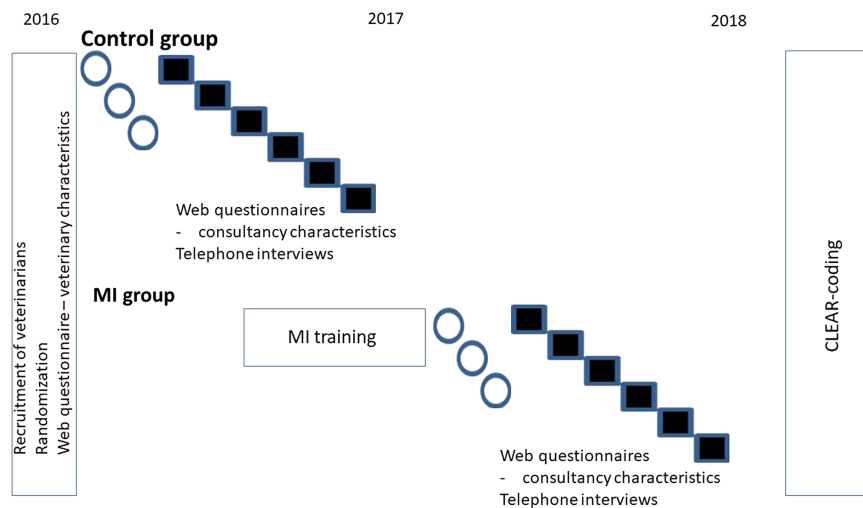 2016
2017
2018
Control group
Recruitment of veterinarians
Randomization
Web questionnaire – veterinary characteristics
Web questionnaires
- consultancy characteristics
Telephone interviews
MI group
MI training
Web questionnaires
- consultancy characteristics
Telephone interviews
CLEAR-coding